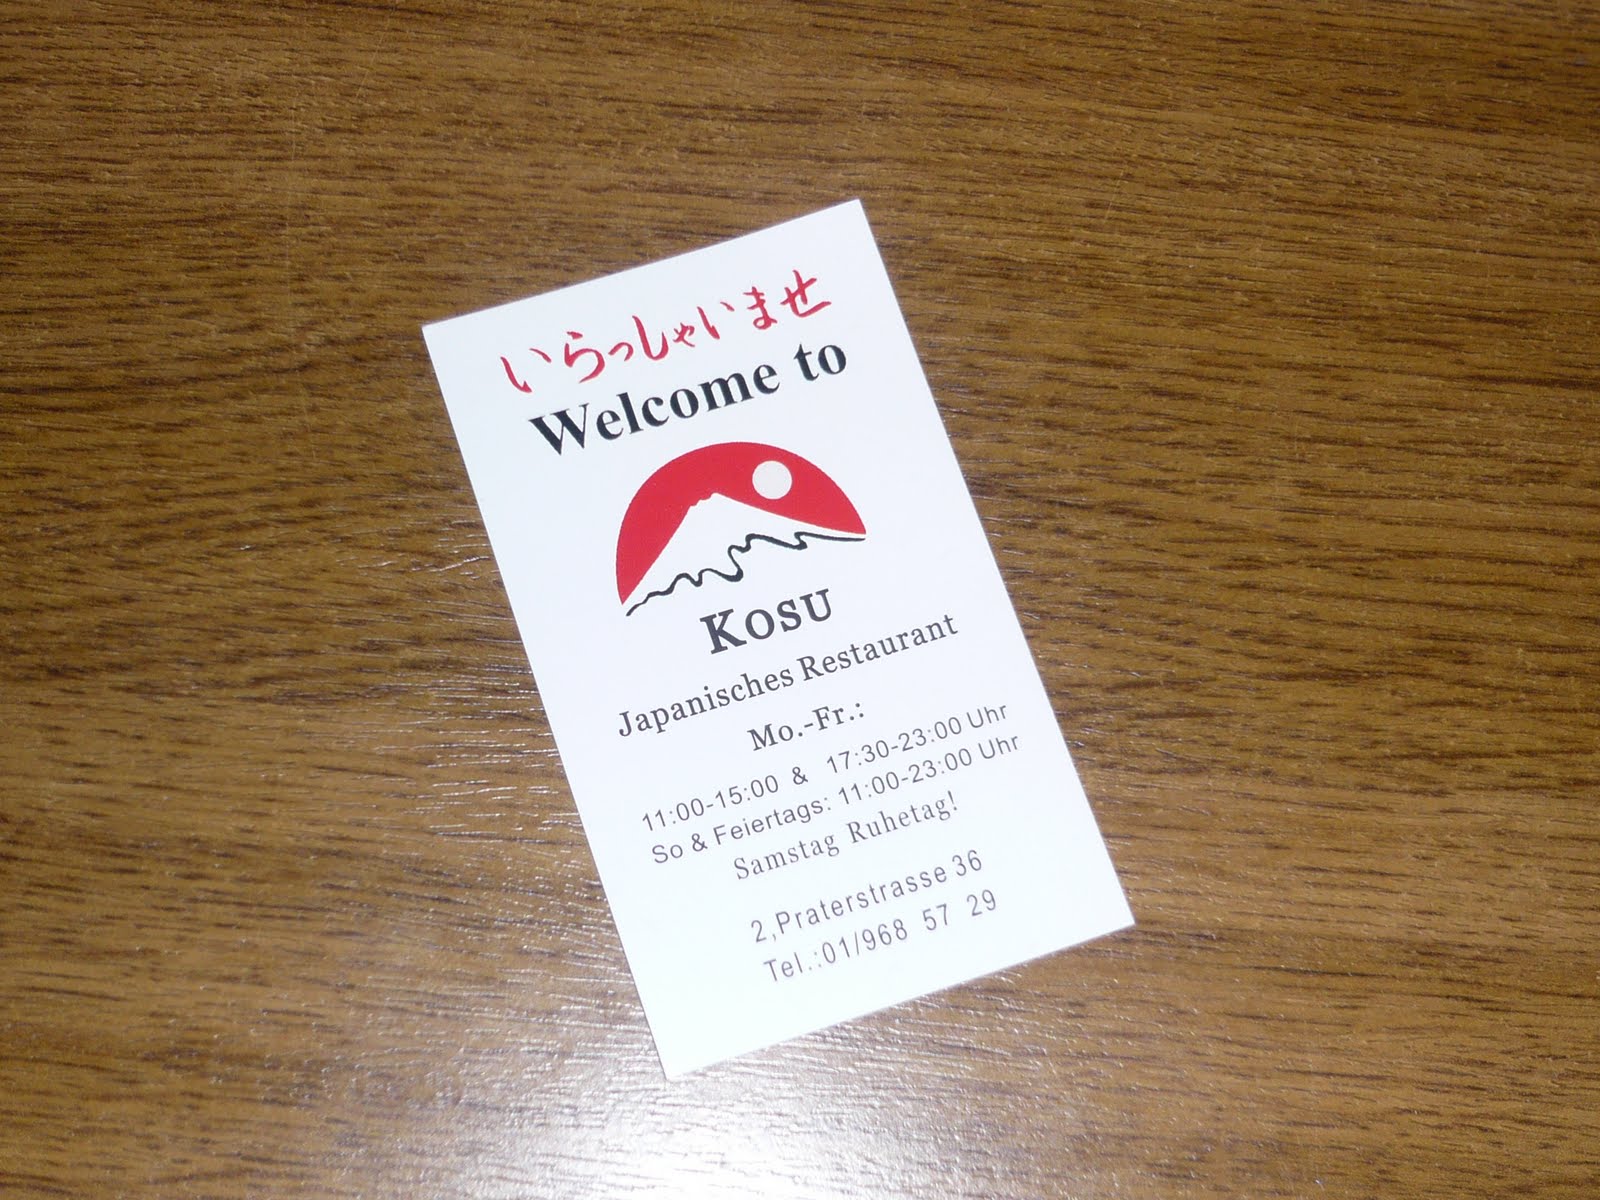 いらっしゃいませ
Welcome to
KOSU
Japanisches Restaurant
Mo.-Fr.:
11:00-15:00 & 17:30-23:00 Uhr
So & Feiertags: 11:00-23:00 Uhr
Samstag Ruhetag!
2,Praterstrasse 36
Tel.:01/968 57 29